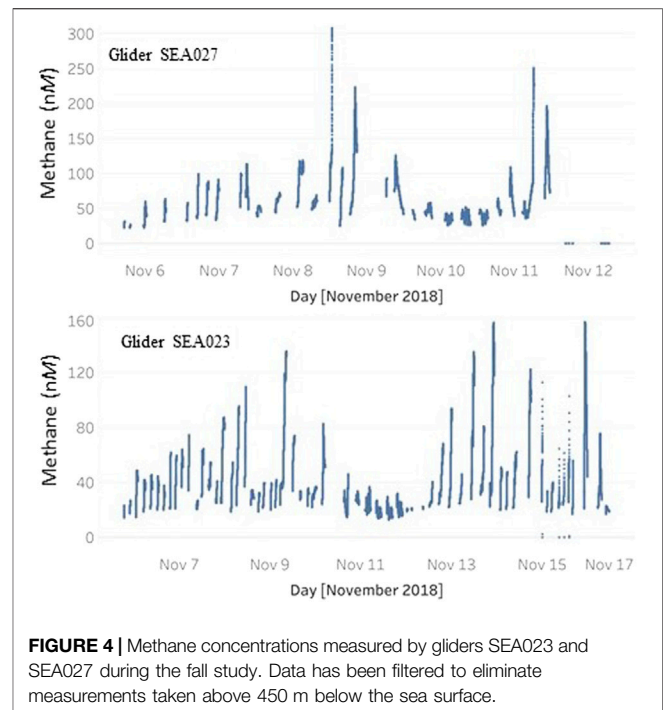 Glider SEA027
Methane (nM)
300
250
200
150
100
50
0
Nov 6 Nov 7 Nov 8 Nov 9 Nov 10 Nov 11 Nov 12
Day [November 2018]
Glider SEA023
Methane (nM)
160
120
80
40
0
Nov 7 Nov 9 Nov 11 Nov 13 Nov 15 Nov 17
Day [November 2018]
FIGURE 4 | Methane concentrations measured by gliders SEA023 and
SEA027 during the fall study. Data has been filtered to eliminate
measurements taken above 450 m below the sea surface.